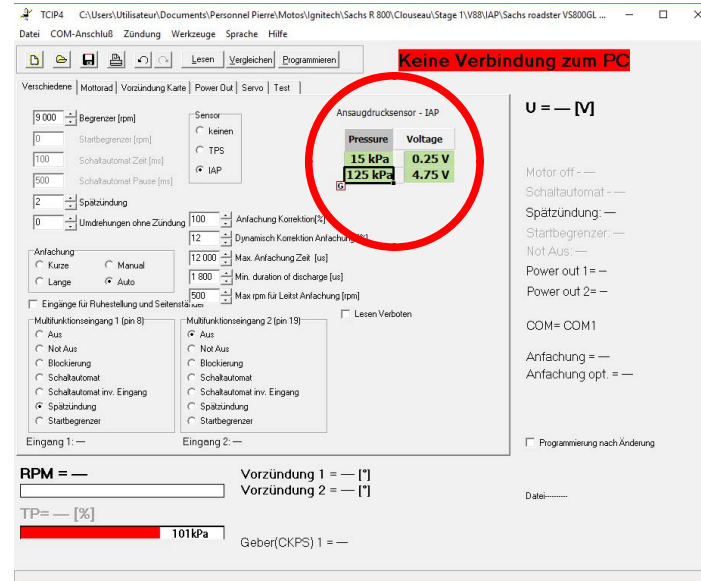 TCIP4 C:\Users\Utilisateur\Documents\Personnel Pierre\Motos\Ignitech\Sachs R 800\Clouseau\Stage 1\V88\IAP\Sachs roadster VS800GL ...
Datei COM-Anschluß Zündung Werkzeuge Sprache Hilfe
Lesen Vergleichen Programmieren
Keine Verbindung zum PC
Verschiedene Mottorad Vorzündung Karte Power Out Servo Test
9 000 Begrenzer [rpm]
0 Startbegrenzer [rpm]
100 Schaltautomat Zeit [ms]
500 Schaltautomat Pause [ms]
2 Spätzündung
0 Umdrehungen ohne Zündung
Sensor
keinen
TPS
IAP
Ansaugdrucksensor - IAP
Pressure Voltage
15 kPa 0.25 V
125 kPa 4.75 V
G
100 Anfachung Korrektion[%]
12 Dynamisch Korrektion Anfachung [%]
12 000 Max. Anfachung Zeit [us]
1 800 Min. duration of discharge [us]
500 Max rpm für Leitst Anfachung [rpm]
Anfachung
Kurze Manual
Lange Auto
Eingänge für Ruhestellung und Seitenständer
Lesen Verboten
Multifunktionseingang 1 (pin 8)
Aus
Not Aus
Blockierung
Schaltautomat
Schaltautomat inv. Eingang
Spätzündung
Startbegrenzer
Eingang 1: —
Multifunktionseingang 2 (pin 19)
Aus
Not Aus
Blockierung
Schaltautomat
Schaltautomat inv. Eingang
Spätzündung
Startbegrenzer
Eingang 2: —
U = — [V]
Motor off - —
Schaltautomat - —
Spätzündung: —
Startbegrenzer: —
Not Aus: —
Power out 1= —
Power out 2= —
COM= COM1
Anfachung = —
Anfachung opt. = —
Programmierung nach Änderung
Datei--------
RPM = —
TP= — [%]
101kPa
Vorzündung 1 = — [°]
Vorzündung 2 = — [°]
Geber(CKPS) 1 = —